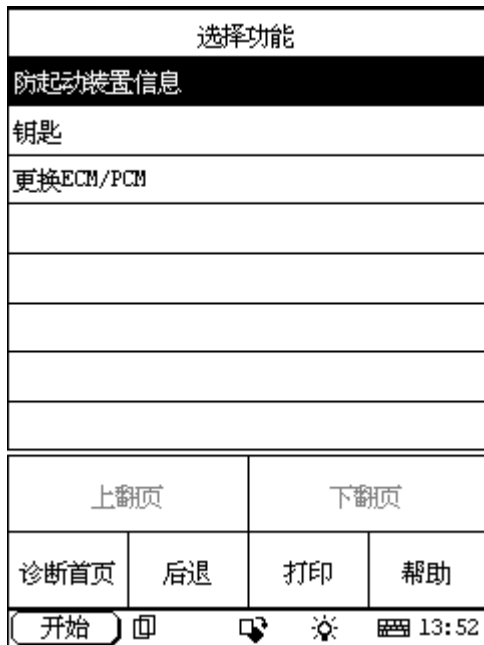 选择功能
防起动装置信息
钥匙
更换ECM/PCM
上翻页 下翻页
诊断首页 后退 打印 帮助
开始 13:52